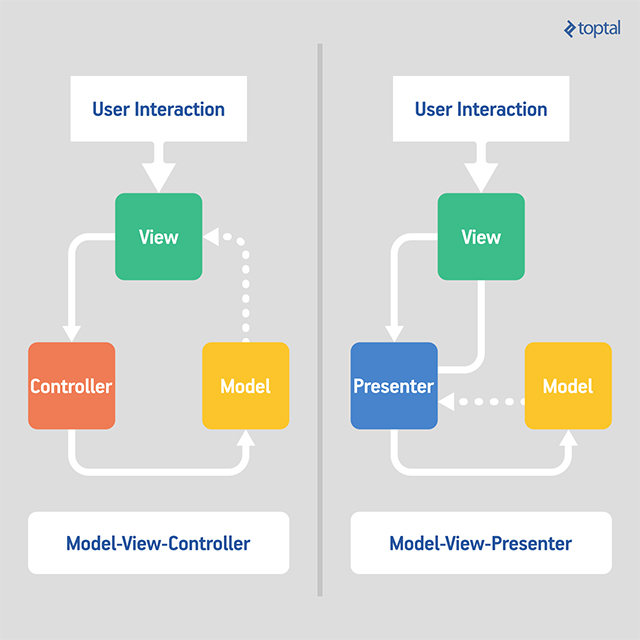 toptal
User Interaction
View
Controller
Model
Model-View-Controller
User Interaction
View
Presenter
Model
Model-View-Presenter